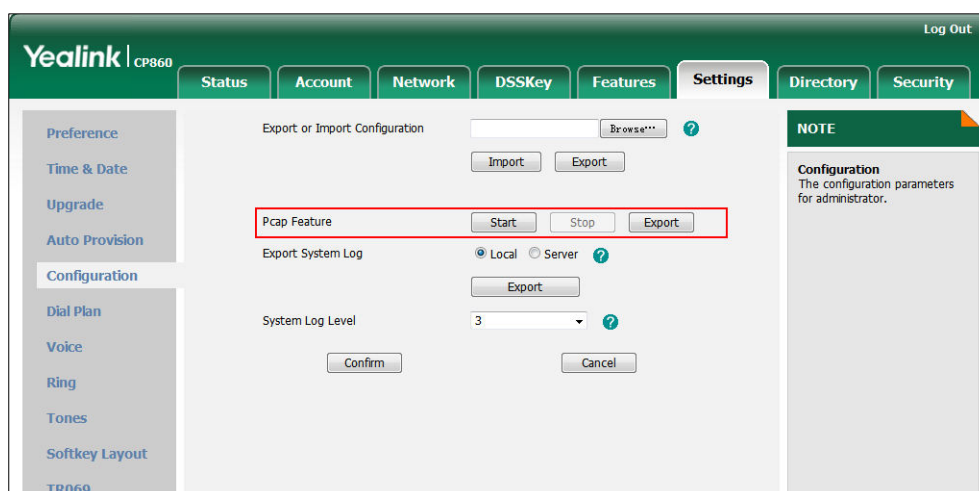 Log Out
Yealink CP860
Status Account Network DSSKey Features Settings Directory Security
Preference
Time & Date
Upgrade
Auto Provision
Configuration
Dial Plan
Voice
Ring
Tones
Softkey Layout
TR069
Export or Import Configuration Browse... ?
Import Export
Pcap Feature Start Stop Export
Export System Log Local Server ?
Export
System Log Level 3 ?
Confirm Cancel
NOTE
Configuration
The configuration parameters
for administrator.